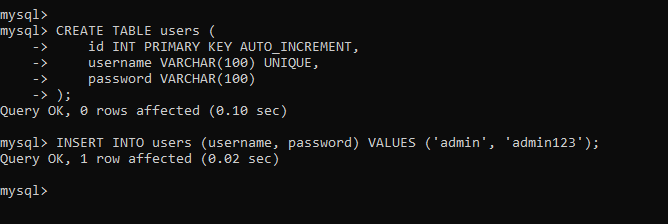 mysql>
mysql> CREATE TABLE users (
    ->     id INT PRIMARY KEY AUTO_INCREMENT,
    ->     username VARCHAR(100) UNIQUE,
    ->     password VARCHAR(100)
    -> );
Query OK, 0 rows affected (0.10 sec)
mysql> INSERT INTO users (username, password) VALUES ('admin', 'admin123');
Query OK, 1 row affected (0.02 sec)
mysql>